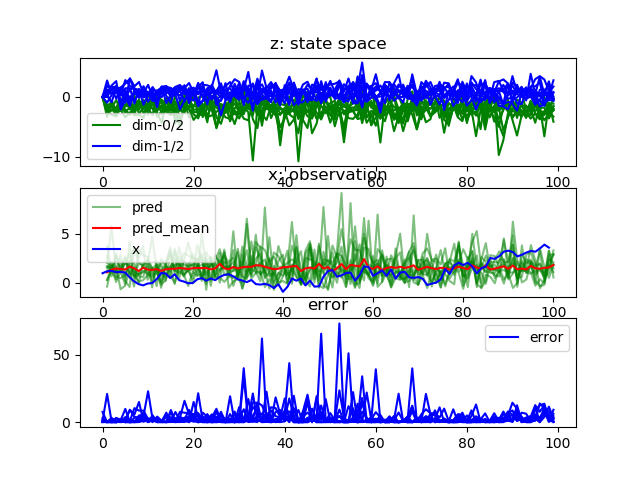 z: state space
0
−10
dim-0/2
dim-1/2
0 20 40 60 80 100
x: observation
5
0
pred
pred_mean
x
0 20 40 60 80 100
error
50
0
error
0 20 40 60 80 100